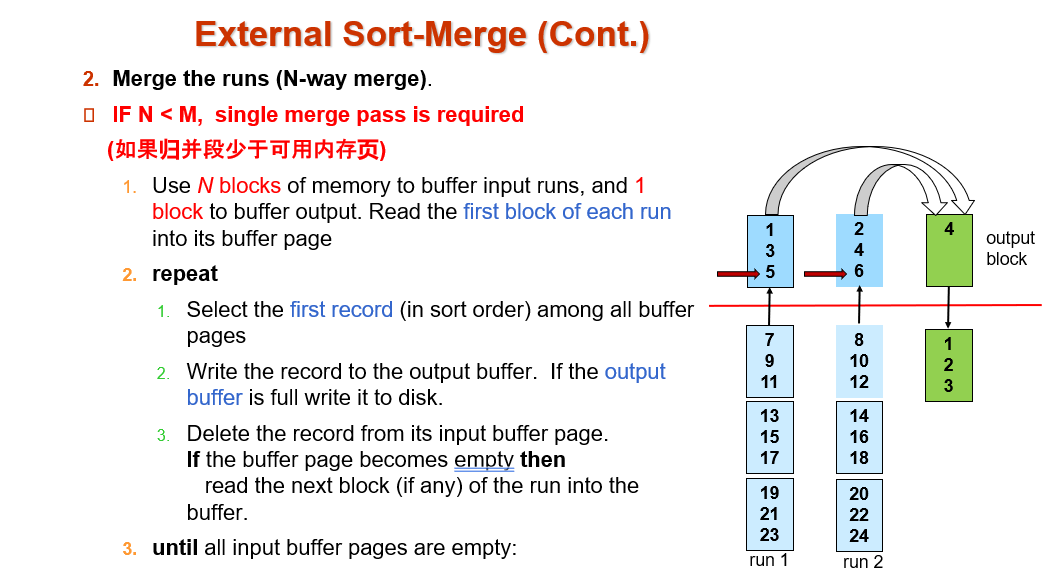 External Sort-Merge (Cont.)
2. Merge the runs (N-way merge).
IF N < M, single merge pass is required
(如果归并段少于可用内存页)
1. Use N blocks of memory to buffer input runs, and 1
block to buffer output. Read the first block of each run
into its buffer page
2. repeat
1. Select the first record (in sort order) among all buffer
pages
2. Write the record to the output buffer. If the output
buffer is full write it to disk.
3. Delete the record from its input buffer page.
If the buffer page becomes empty then
read the next block (if any) of the run into the
buffer.
3. until all input buffer pages are empty:
1
3
5
7
9
11
13
15
17
19
21
23
run 1
2
4
6
8
10
12
14
16
18
20
22
24
run 2
4
output
block
1
2
3